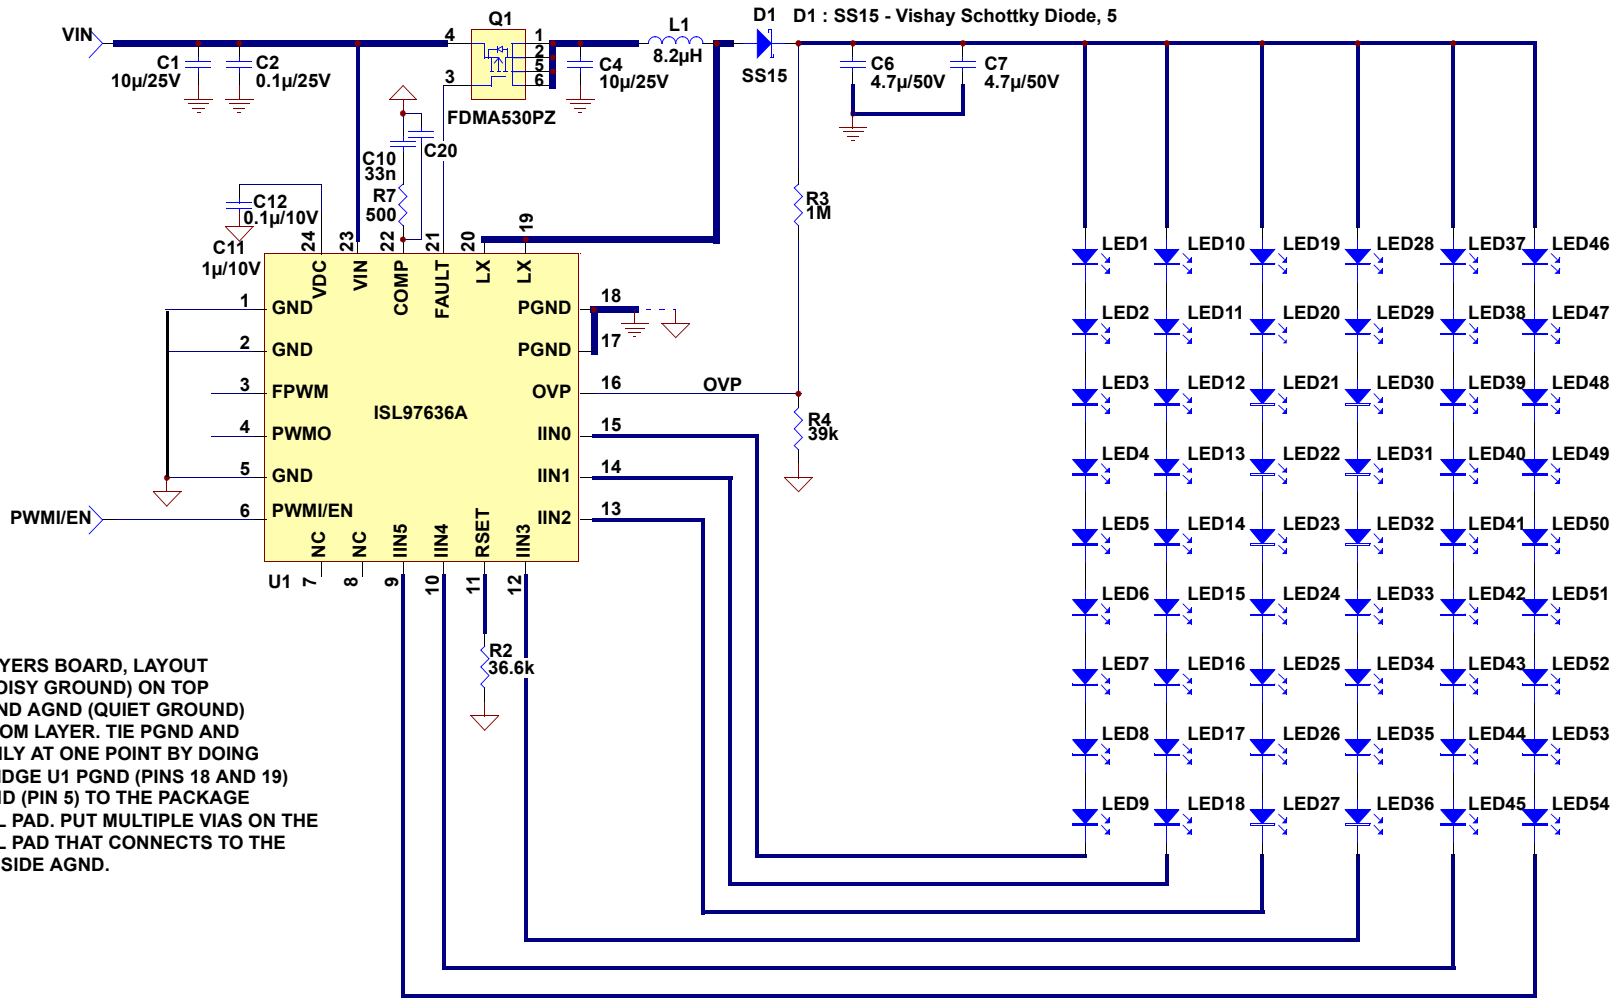 VIN
C1
10µ/25V
C2
0.1µ/25V
Q1
4
3
1
2
5
6
FDMA530PZ
C4
10µ/25V
L1
8.2µH
D1
SS15
D1 : SS15 - Vishay Schottky Diode, 5
C6
4.7µ/50V
C7
4.7µ/50V
C10
33n
C20
R7
500
C12
0.1µ/10V
C11
1µ/10V
R3
1M
24
23
22
21
20
19
VDC
VIN
COMP
FAULT
LX
LX
1 GND
2 GND
3 FPWM
4 PWMO
5 GND
6 PWMI/EN
PWMI/EN
ISL97636A
PGND 18
PGND 17
OVP 16 OVP
IIN0 15
IIN1 14
IIN2 13
R4
39k
NC
NC
IIN5
IIN4
RSET
IIN3
U1
7
8
9
10
11
12
R2
36.6k
LED1 LED10 LED19 LED28 LED37 LED46
LED2 LED11 LED20 LED29 LED38 LED47
LED3 LED12 LED21 LED30 LED39 LED48
LED4 LED13 LED22 LED31 LED40 LED49
LED5 LED14 LED23 LED32 LED41 LED50
LED6 LED15 LED24 LED33 LED42 LED51
LED7 LED16 LED25 LED34 LED43 LED52
LED8 LED17 LED26 LED35 LED44 LED53
LED9 LED18 LED27 LED36 LED45 LED54
YERS BOARD, LAYOUT
OISY GROUND) ON TOP
ND AGND (QUIET GROUND)
OM LAYER. TIE PGND AND
NLY AT ONE POINT BY DOING
IDGE U1 PGND (PINS 18 AND 19)
ND (PIN 5) TO THE PACKAGE
L PAD. PUT MULTIPLE VIAS ON THE
L PAD THAT CONNECTS TO THE
SIDE AGND.